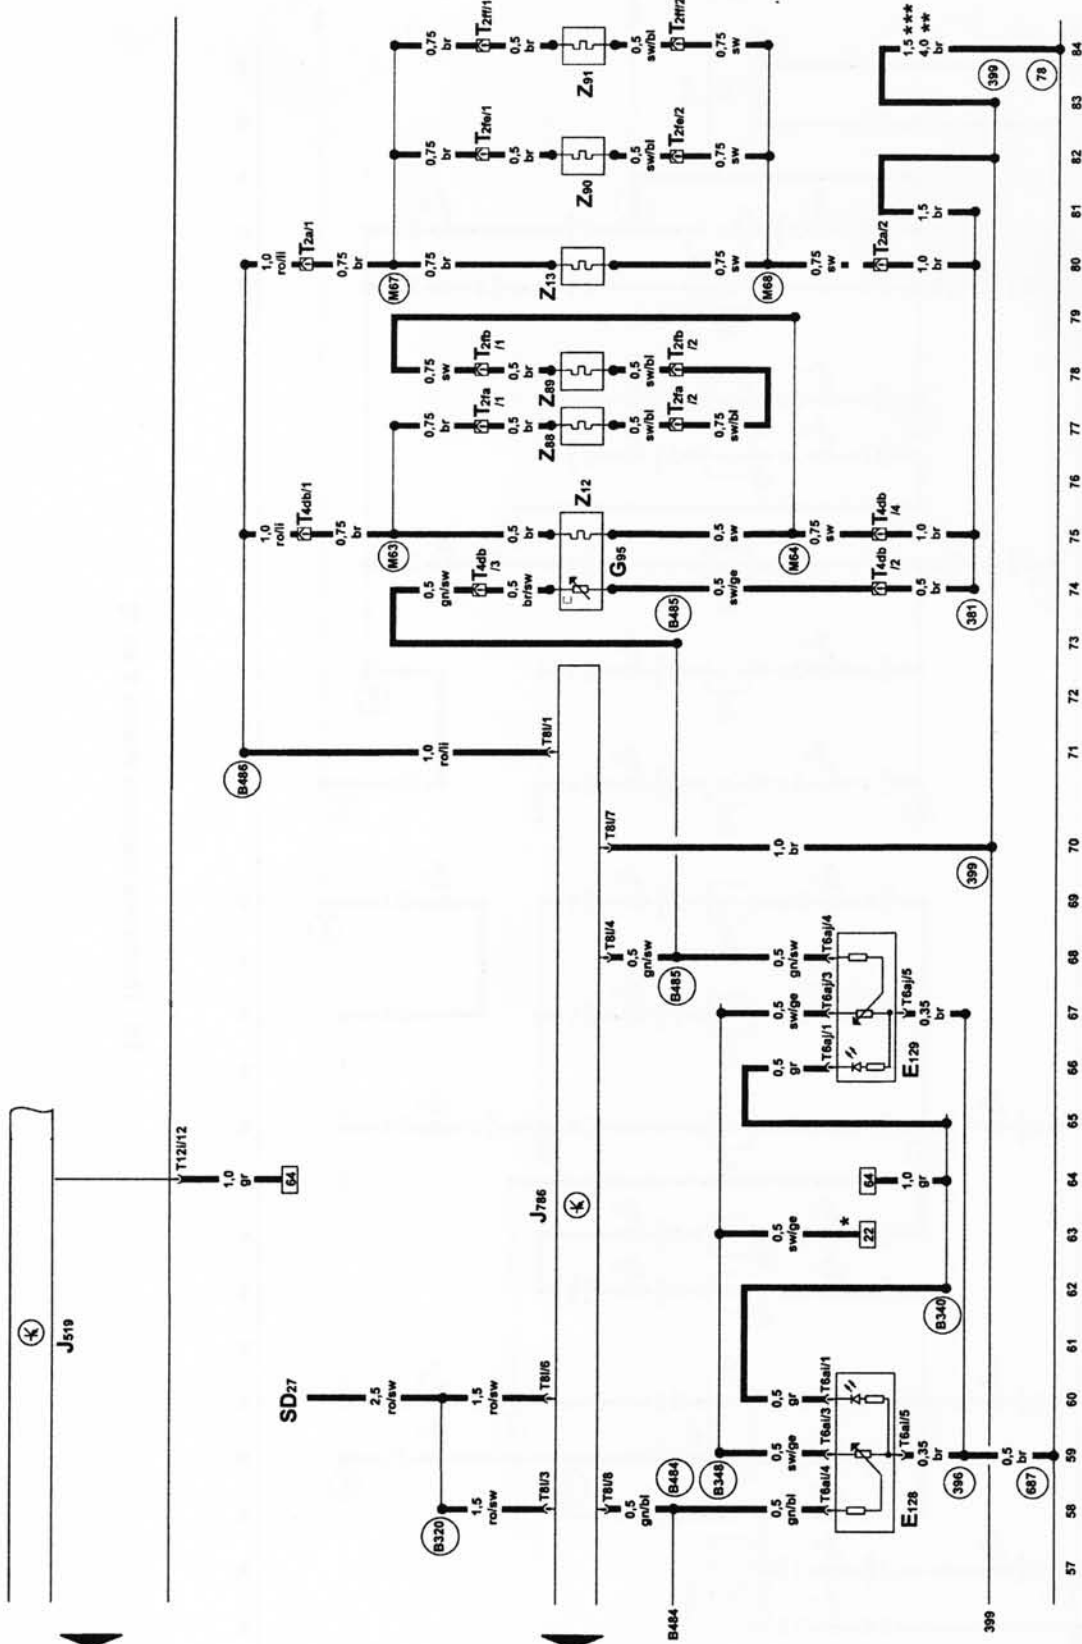 J519
T12i/12
1,0
gr
64
SD27
2,5
ro/sw
B320
1,5
ro/sw
1,5
ro/sw
T8l/3
T8l/6
J786
T8l/8
0,5
gn/bl
B484
B484
0,5
gn/bl
B348
0,5
sw/ge
0,5
gr
T6ai/4
T6ai/3
T6ai/1
E128
T6ai/5
0,35
br
396
0,5
br
687
399
B340
0,5
sw/ge
22
*
64
1,0
gr
0,5
gr
0,5
sw/ge
0,5
gn/sw
T6aj/1
T6aj/3
T6aj/4
E129
T6aj/5
0,35
br
T8l/4
0,5
gn/sw
B485
T8l/7
1,0
br
399
B486
1,0
ro/li
T8l/1
B485
0,5
gn/sw
T4db
/3
0,5
br/sw
G95
0,5
sw/ge
T4db
/2
0,5
br
381
1,0
ro/li
T4db/1
0,75
br
M63
0,5
br
Z12
0,5
sw
M64
0,75
sw
T4db
/4
1,0
br
0,75
br
T2fa
/1
0,5
br
Z88
0,5
sw/bl
T2fa
/2
0,75
sw/bl
0,75
sw
T2fb
/1
0,5
br
Z89
0,5
sw/bl
T2fb
/2
1,0
ro/li
T2a/1
0,75
br
M67
0,75
br
Z13
0,75
sw
M68
0,75
sw
T2a/2
1,0
br
1,5
br
0,75
br
T2fe/1
0,5
br
Z90
0,5
sw/bl
T2fe/2
0,75
sw
0,75
br
T2ff/1
0,5
br
Z91
0,5
sw/bl
T2ff/2
0,75
sw
1,5 ***
4,0 **
br
399
78
57 58 59 60 61 62 63 64 65 66 67 68 69 70 71 72 73 74 75 76 77 78 79 80 81 82 83 84